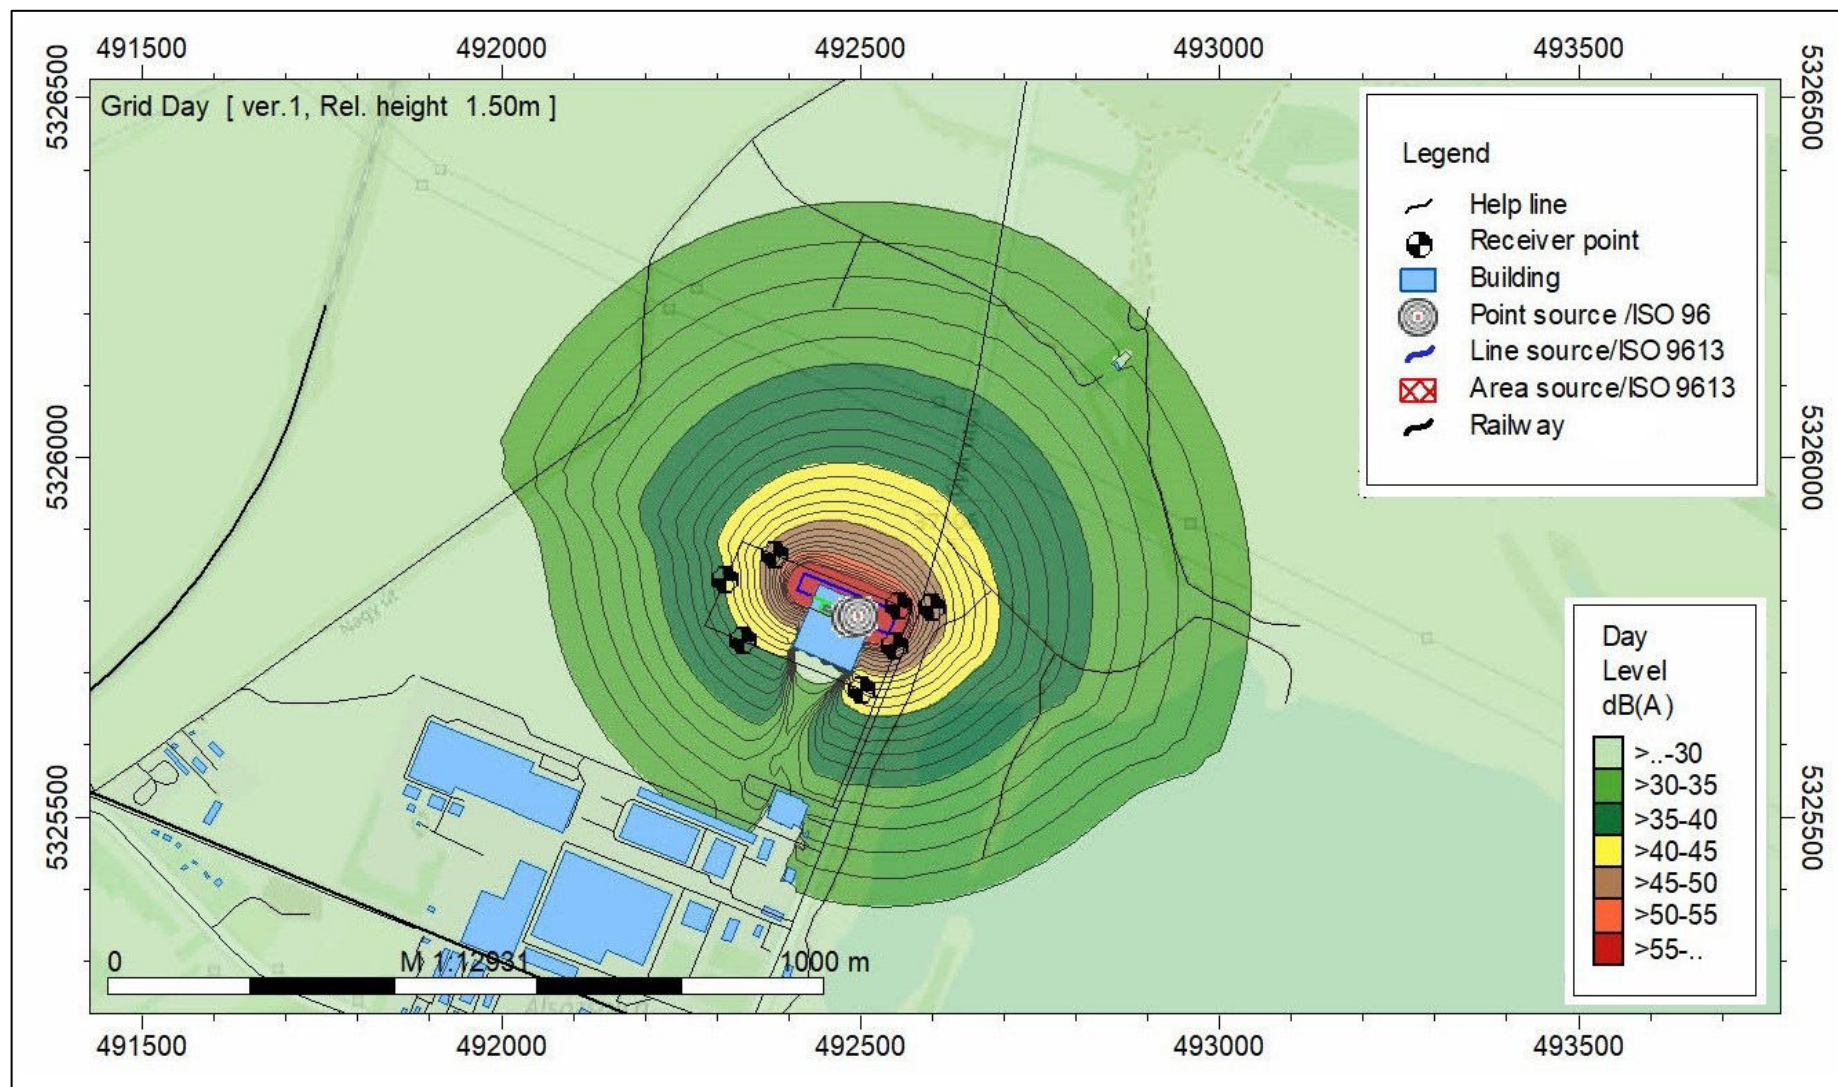 491500 492000 492500 493000 493500
5326500 5326500
Grid Day [ ver.1, Rel. height 1.50m ]
Legend
Help line
Receiver point
Building
Point source /ISO 96
Line source/ISO 9613
Area source/ISO 9613
Railway
5326000 5326000
Nagy út
Day
Level
dB(A)
>..-30
>30-35
>35-40
>40-45
>45-50
>50-55
>55-..
5325500 5325500
0 M 1:12931 1000 m
491500 492000 492500 493000 493500